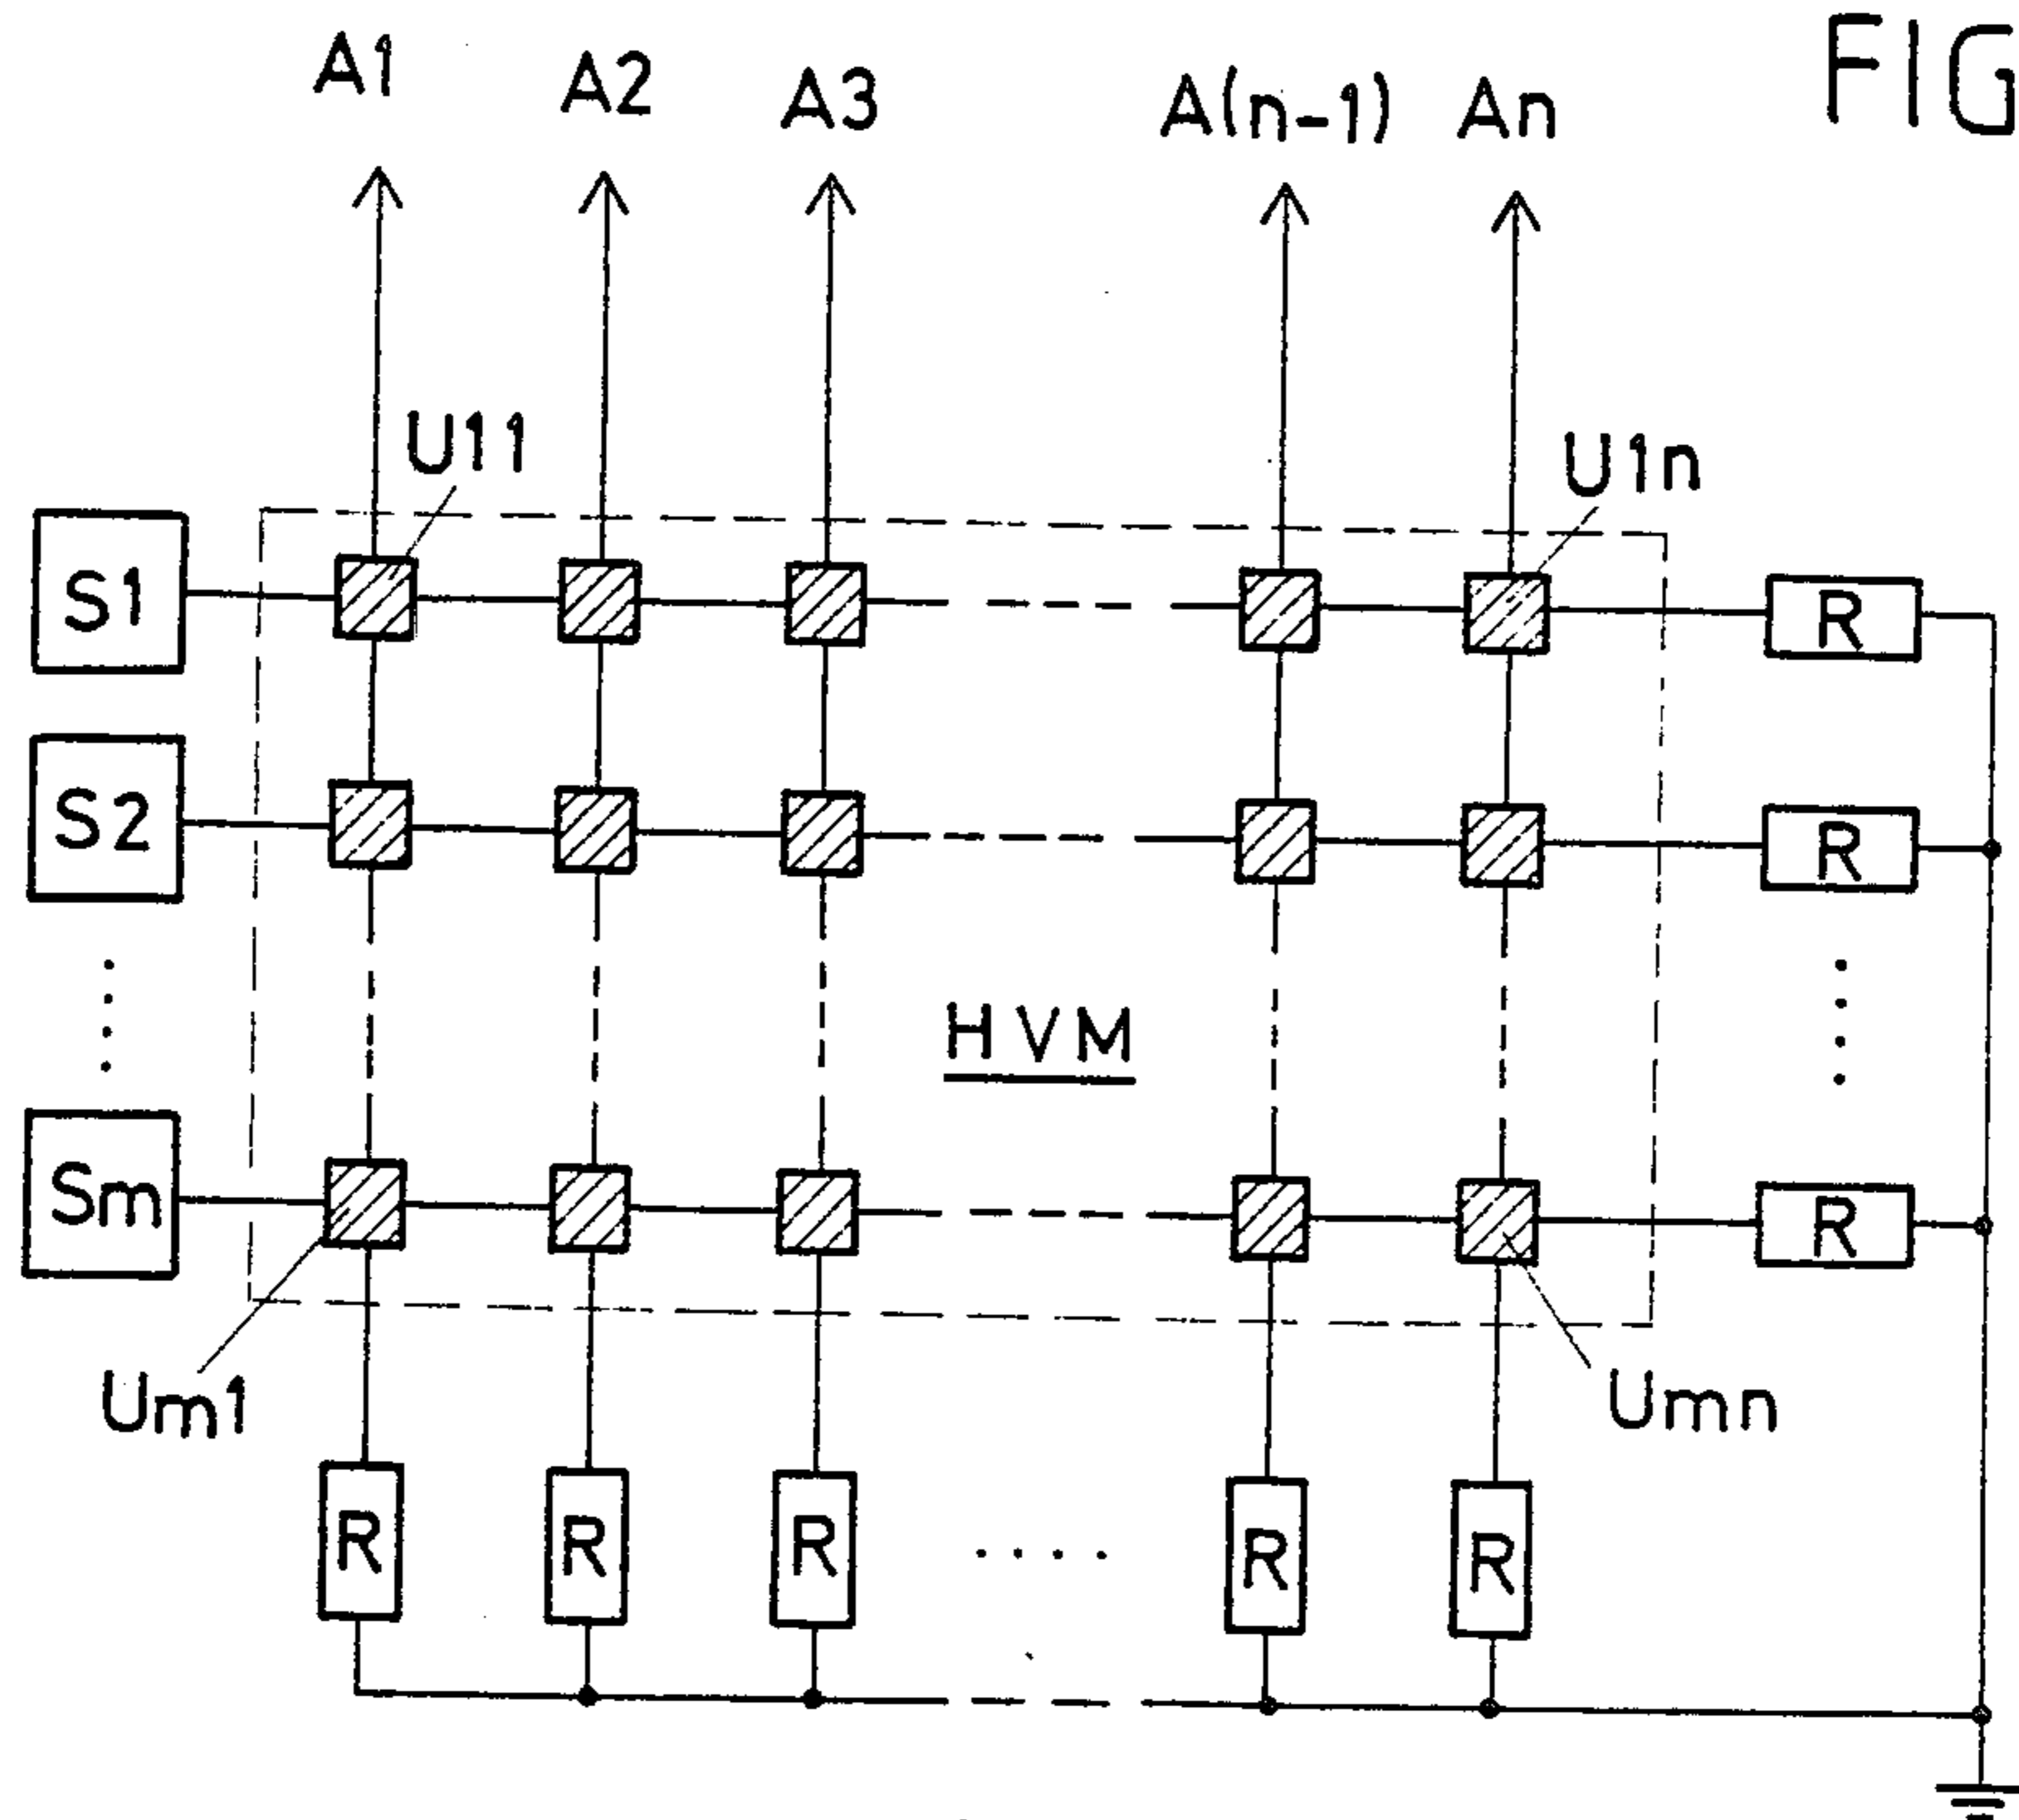 FIG
A1 A2 A3 A(n-1) An
U11 U1n
S1 R
S2 R
HVM
Sm R
Um1 Umn
R R R R R